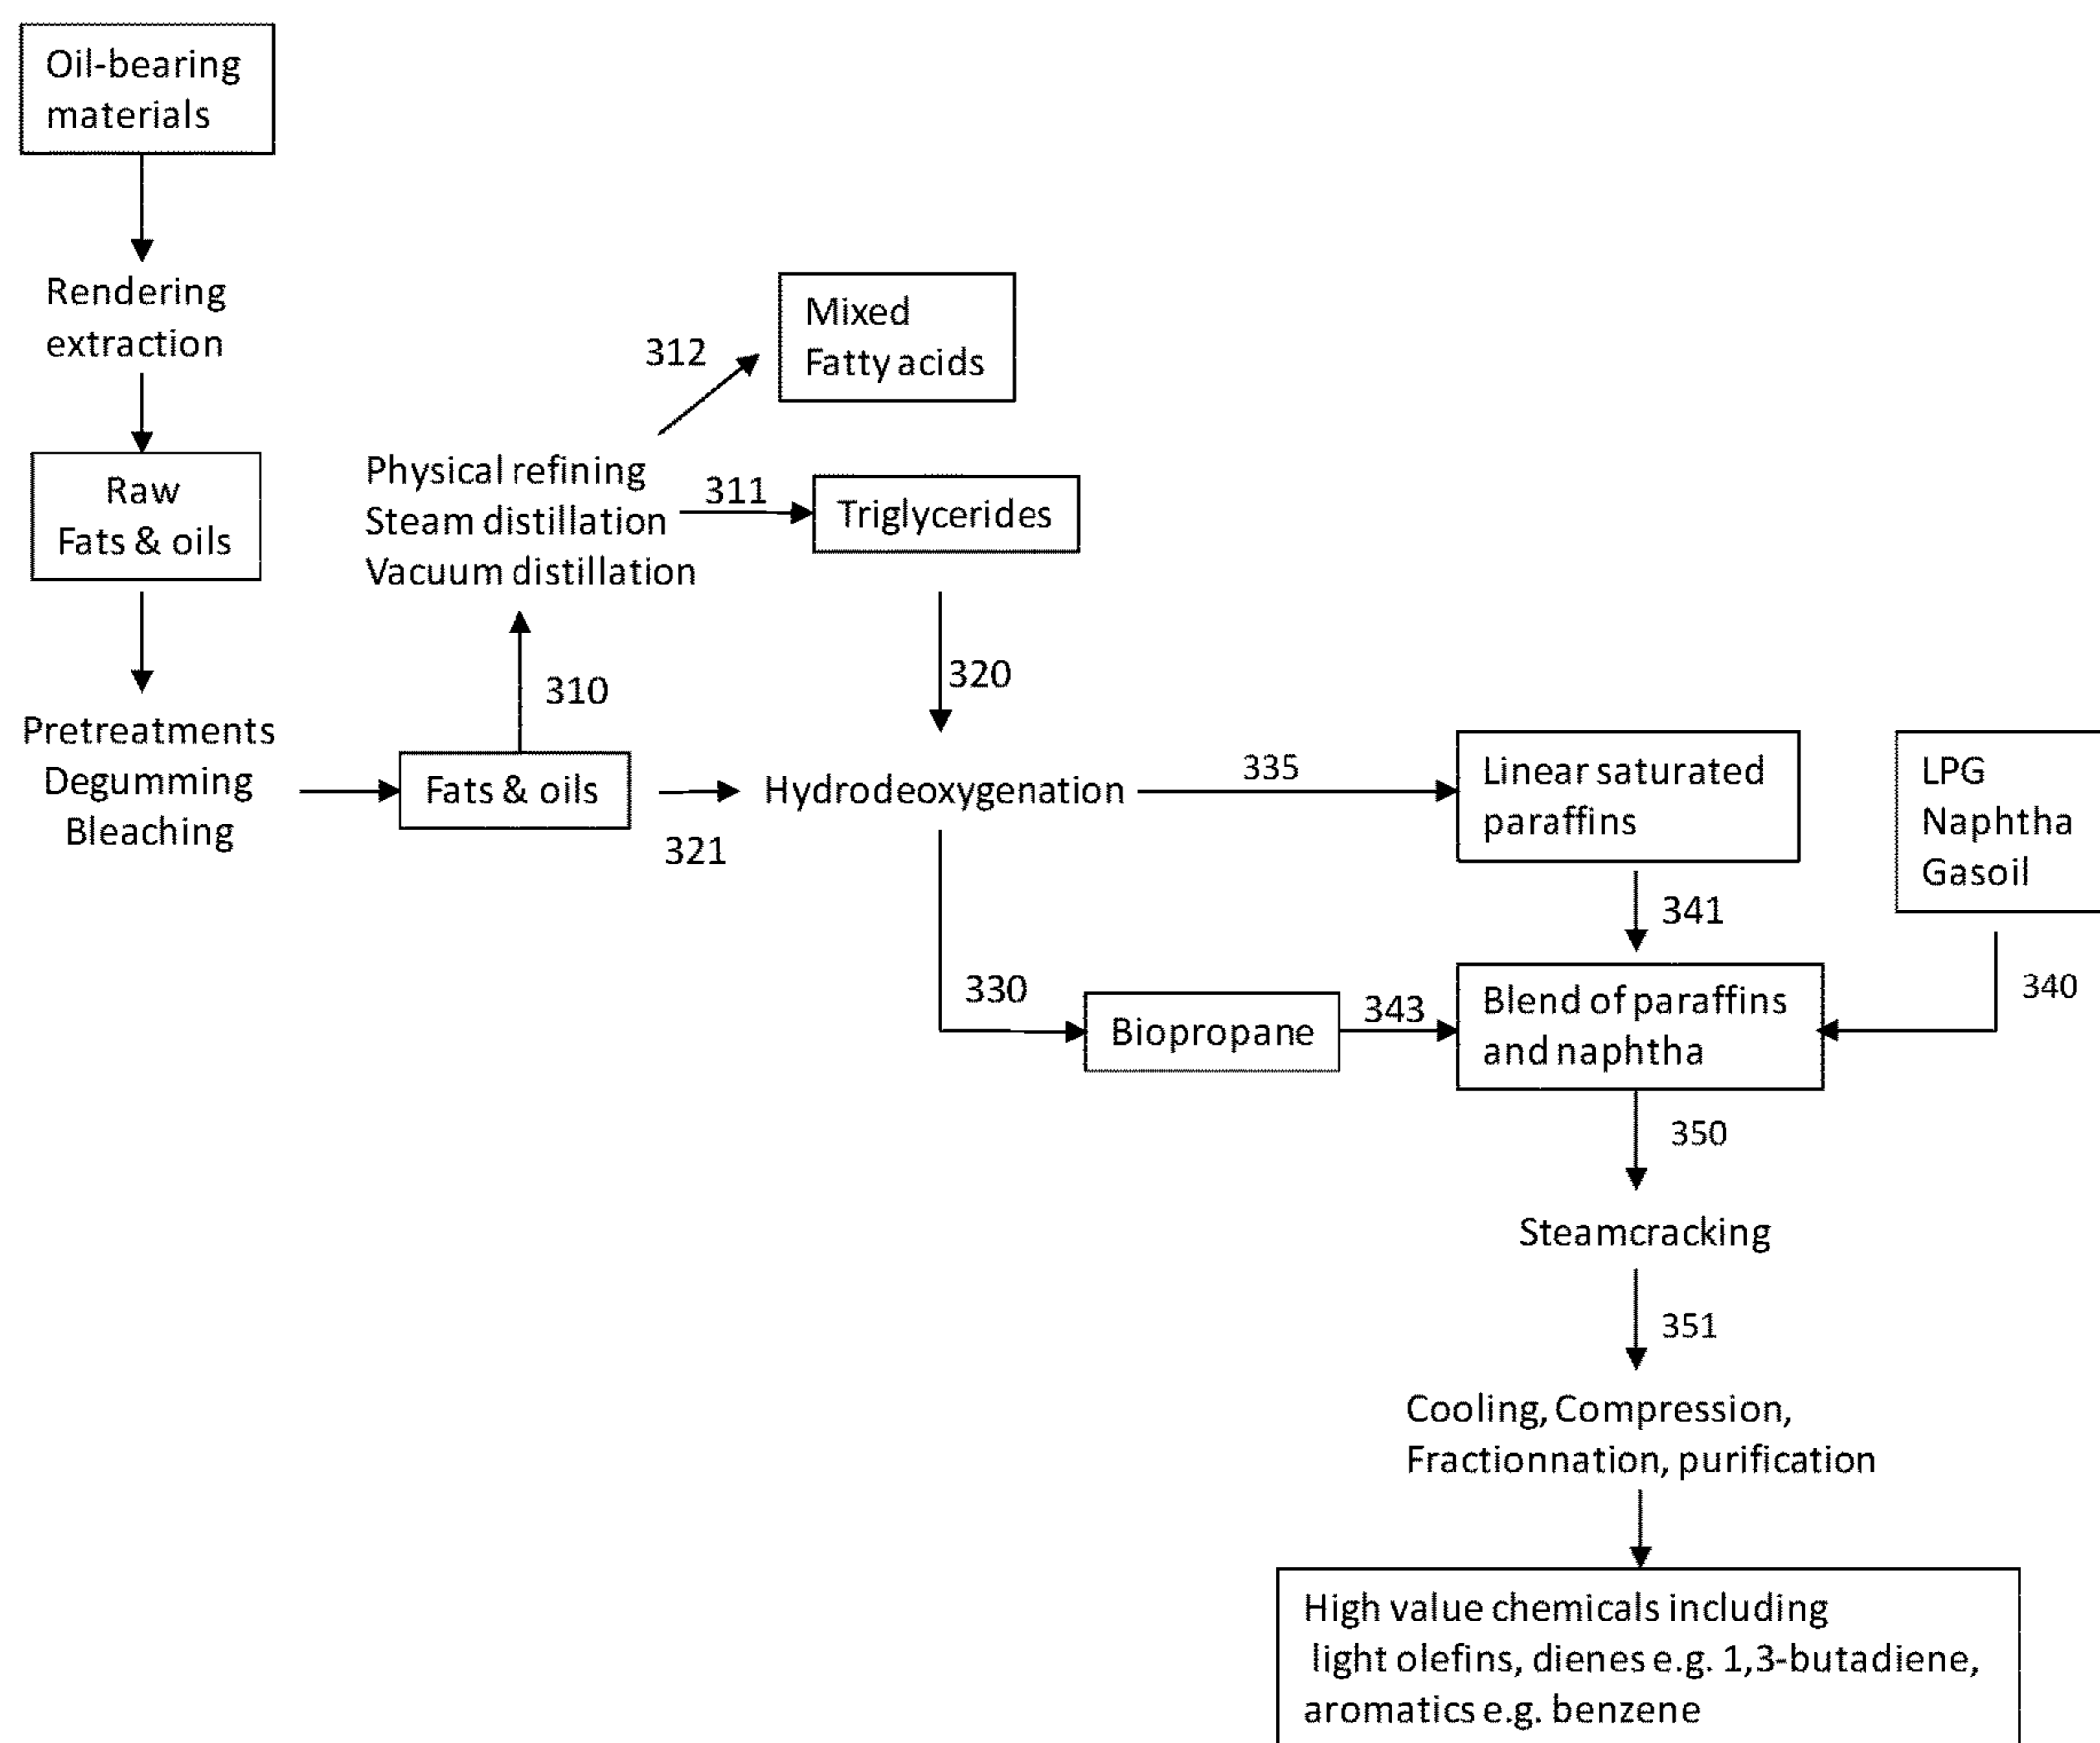 Oil-bearing
materials
Rendering
extraction
Raw
Fats & oils
Pretreatments
Degumming
Bleaching
Fats & oils
310
Physical refining
Steam distillation
Vacuum distillation
312
Mixed
Fatty acids
311
Triglycerides
320
321
Hydrodeoxygenation
335
Linear saturated
paraffins
LPG
Naphtha
Gasoil
341
340
330
Biopropane
343
Blend of paraffins
and naphtha
350
Steamcracking
351
Cooling, Compression,
Fractionnation, purification
High value chemicals including
light olefins, dienes e.g. 1,3-butadiene,
aromatics e.g. benzene